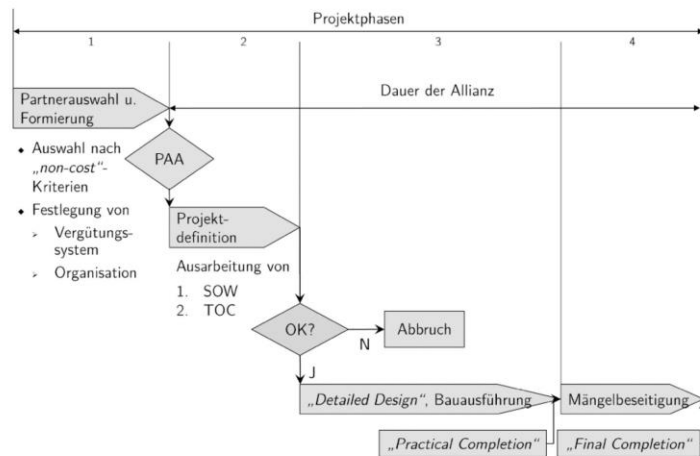 Projektphasen
1
2
3
4
Partnerauswahl u.
Formierung
Dauer der Allianz
Auswahl nach
„non-cost“-
Kriterien
PAA
Festlegung von
Vergütungs-
system
Organisation
Projekt-
definition
Ausarbeitung von
1. SOW
2. TOC
OK?
N
Abbruch
J
„Detailed Design“, Bauausführung
Mängelbeseitigung
„Practical Completion“
„Final Completion“